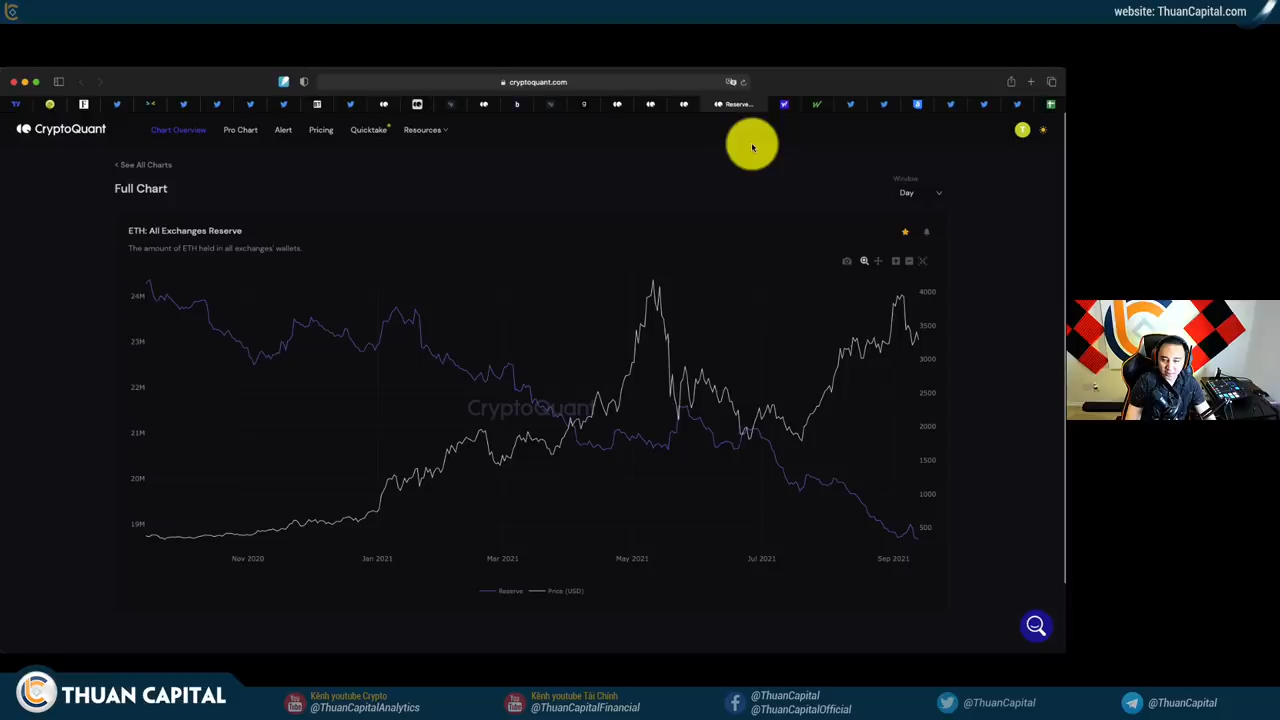 website: ThuanCapital.com
cryptoquant.com
Reserve...
CryptoQuant
Chart Overview
Pro Chart
Alert
Pricing
Quicktake
Resources
< See All Charts
Full Chart
Window
Day
ETH: All Exchanges Reserve
The amount of ETH held in all exchanges' wallets.
24M
23M
22M
21M
20M
19M
CryptoQuant
4000
3500
3000
2500
2000
1500
1000
500
Nov 2020
Jan 2021
Mar 2021
May 2021
Jul 2021
Sep 2021
Reserve
Price (USD)
THUAN CAPITAL
Kênh youtube Crypto
@ThuanCapitalAnalytics
Kênh youtube Tài Chính
@ThuanCapitalFinancial
@ThuanCapital
@ThuanCapitalOfficial
@ThuanCapital
@ThuanCapital